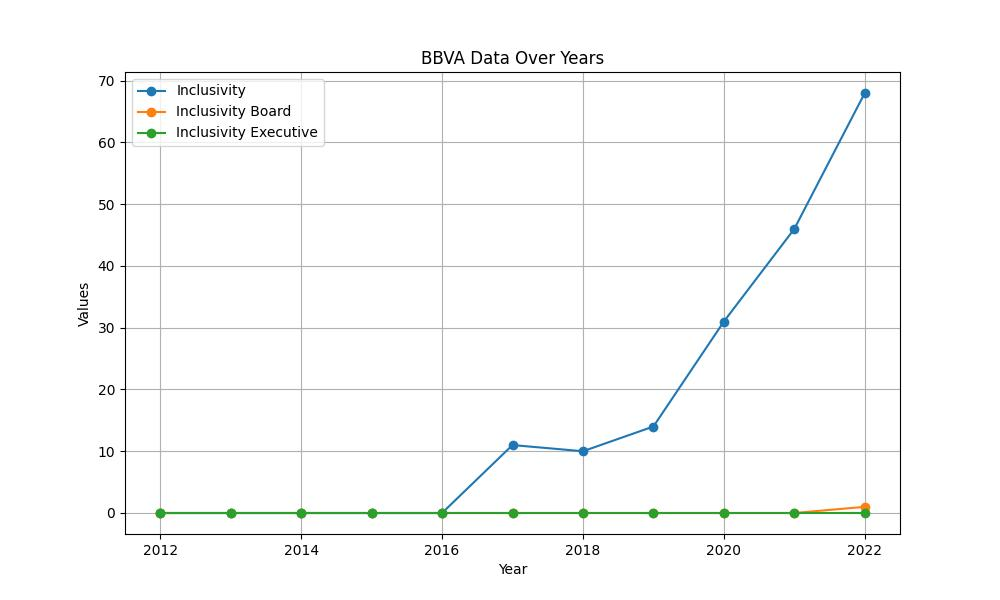 BBVA Data Over Years
Inclusivity
Inclusivity Board
Inclusivity Executive
70
60
50
40
30
20
10
0
Values
2012 2014 2016 2018 2020 2022
Year